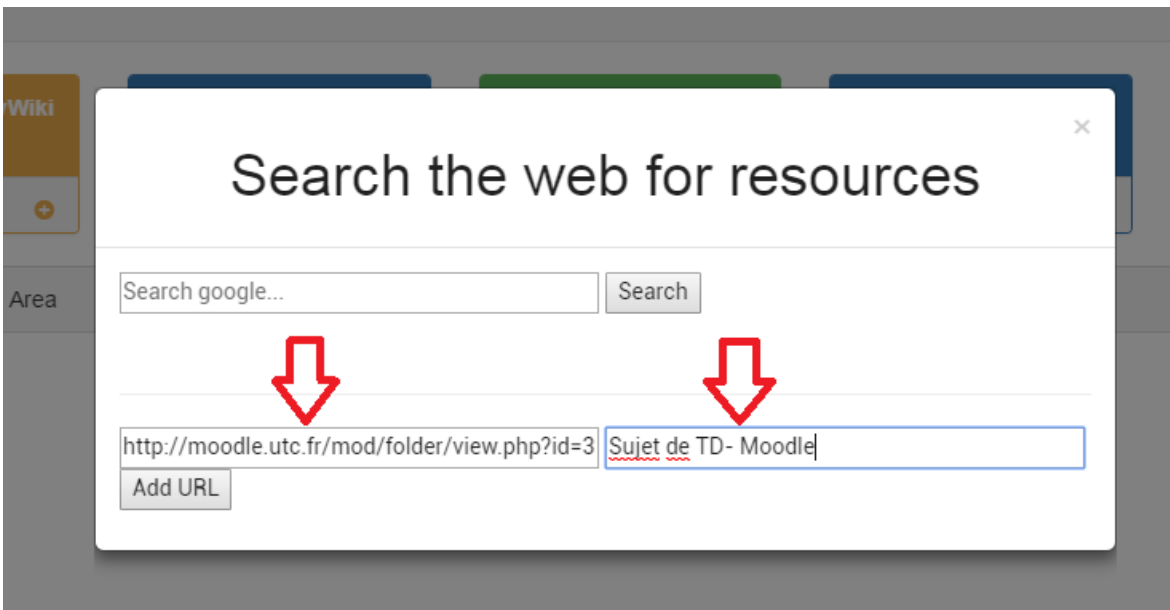 Wiki
×
Search the web for resources
Area
Search google...
Search
http://moodle.utc.fr/mod/folder/view.php?id=3
Sujet de TD- Moodle
Add URL